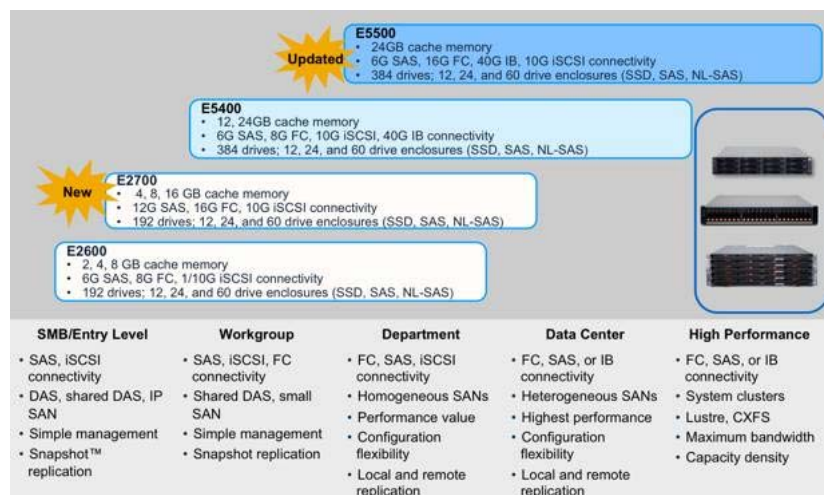 E5500
• 24GB cache memory
• 6G SAS, 16G FC, 40G IB, 10G iSCSI connectivity
• 384 drives; 12, 24, and 60 drive enclosures (SSD, SAS, NL-SAS)
Updated
E5400
• 12, 24GB cache memory
• 6G SAS, 8G FC, 10G iSCSI, 40G IB connectivity
• 384 drives; 12, 24, and 60 drive enclosures (SSD, SAS, NL-SAS)
New
E2700
• 4, 8, 16 GB cache memory
• 12G SAS, 16G FC, 10G iSCSI connectivity
• 192 drives; 12, 24, and 60 drive enclosures (SSD, SAS, NL-SAS)
E2600
• 2, 4, 8 GB cache memory
• 6G SAS, 8G FC, 1/10G iSCSI connectivity
• 192 drives; 12, 24, and 60 drive enclosures (SSD, SAS, NL-SAS)
SMB/Entry Level
• SAS, iSCSI
connectivity
• DAS, shared DAS, IP
SAN
• Simple management
• Snapshot™
replication
Workgroup
• SAS, iSCSI, FC
connectivity
• Shared DAS, small
SAN
• Simple management
• Snapshot replication
Department
• FC, SAS, iSCSI
connectivity
• Homogeneous SANs
• Performance value
• Configuration
flexibility
• Local and remote
replication
Data Center
• FC, SAS, or IB
connectivity
• Heterogeneous SANs
• Highest performance
• Configuration
flexibility
• Local and remote
replication
High Performance
• FC, SAS, or IB
connectivity
• System clusters
• Lustre, CXFS
• Maximum bandwidth
• Capacity density